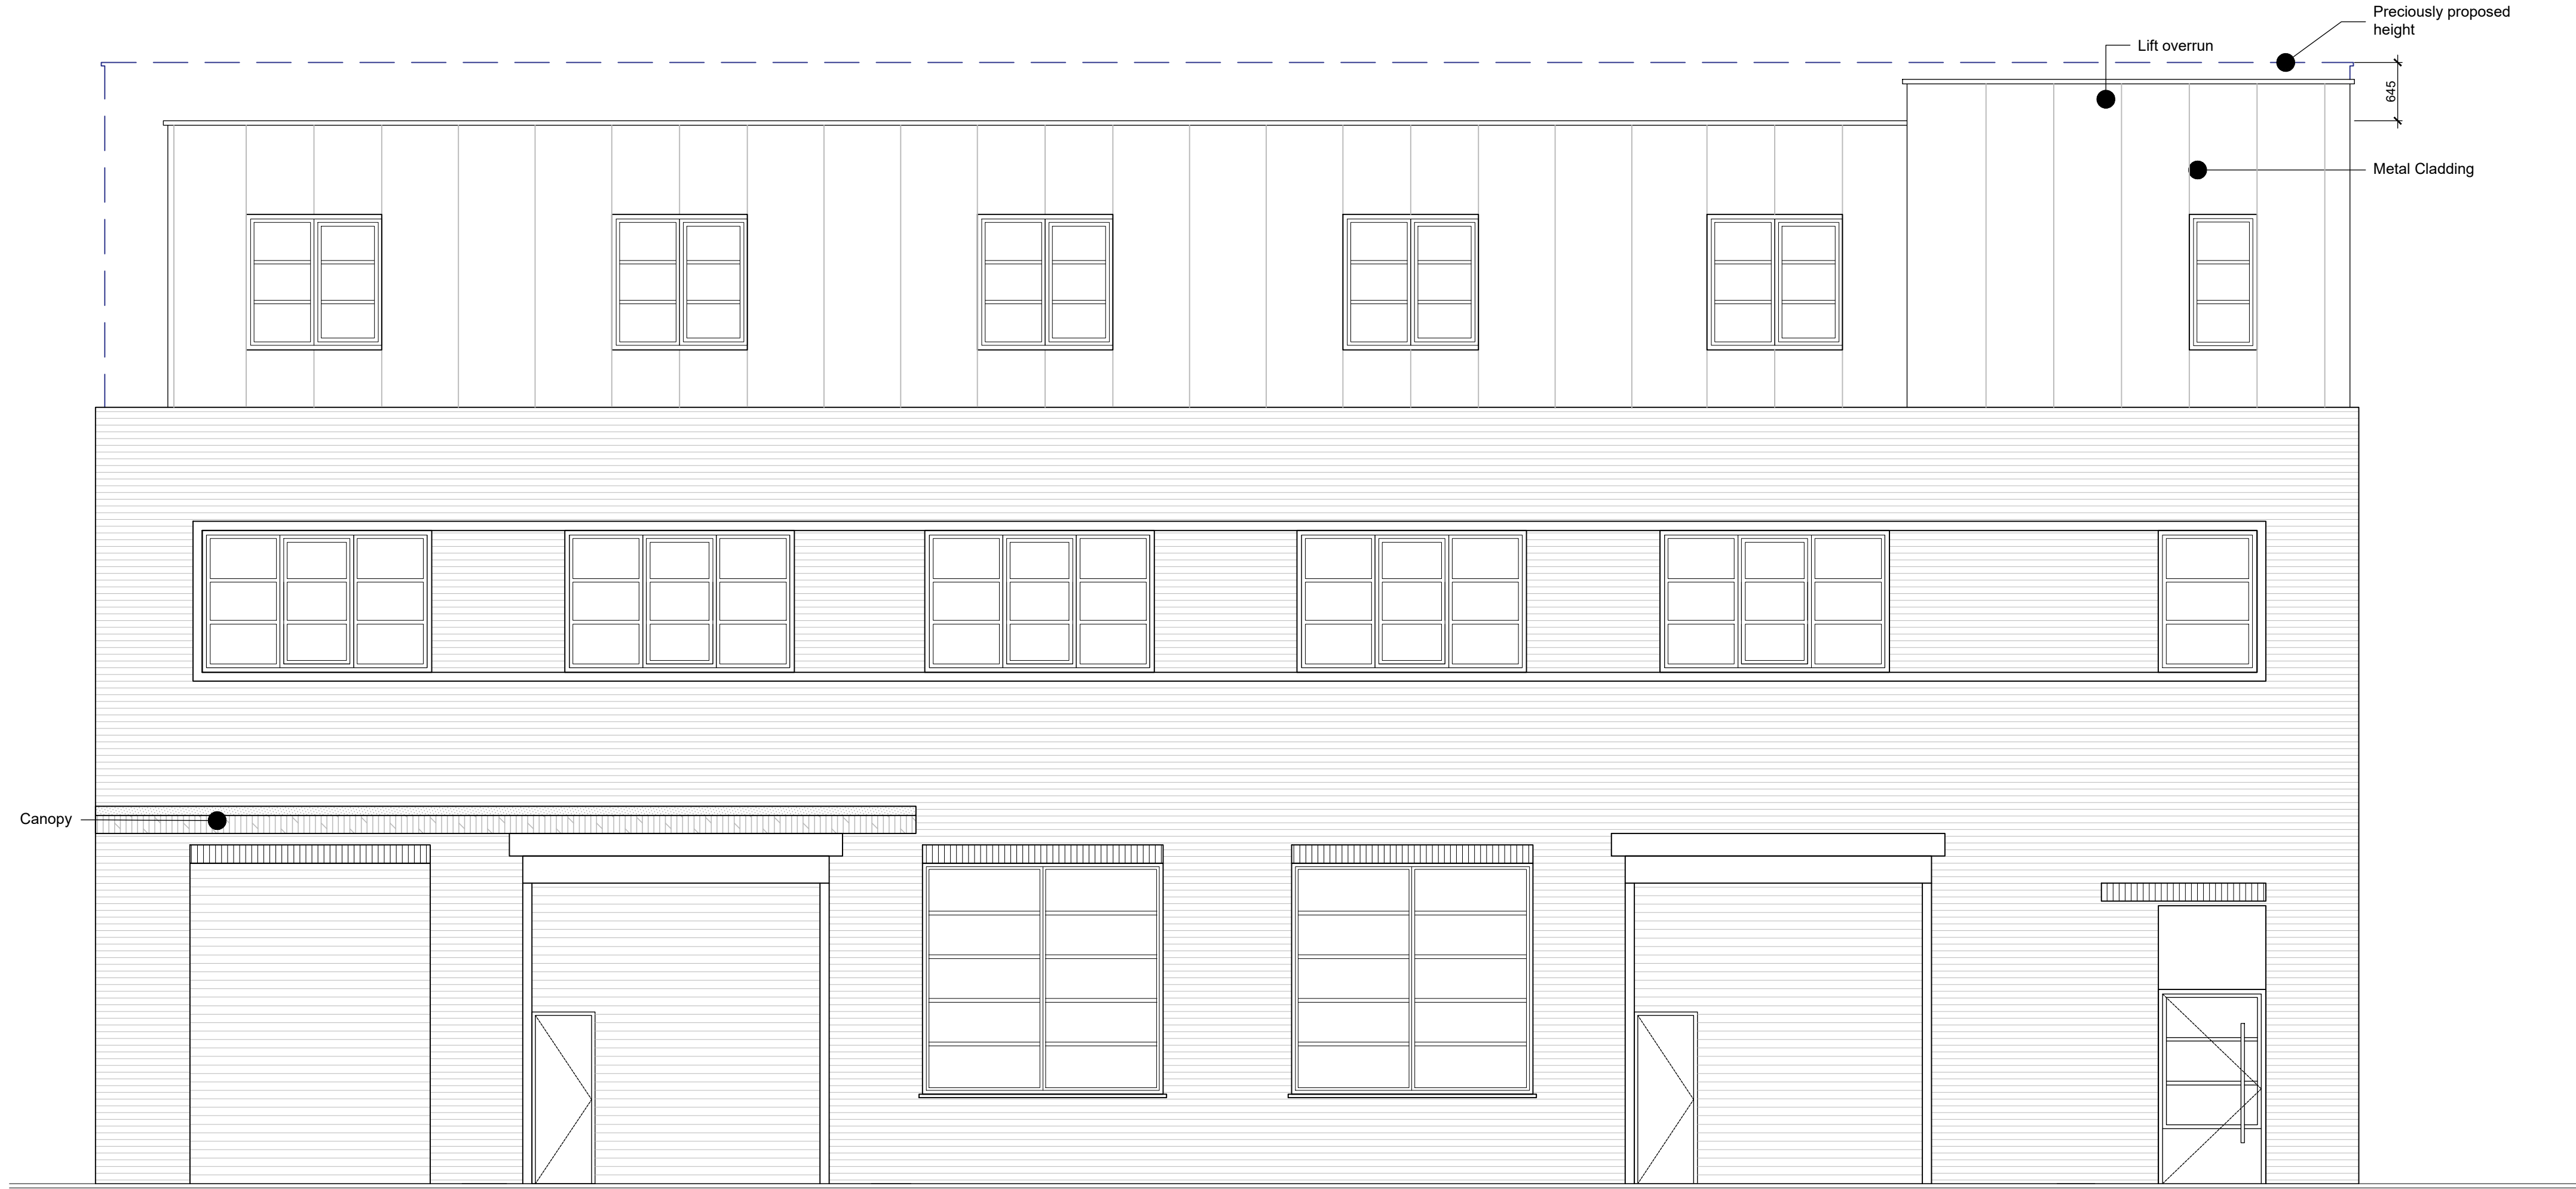 Preciously proposed
height
Lift overrun
645
Metal Cladding
Canopy